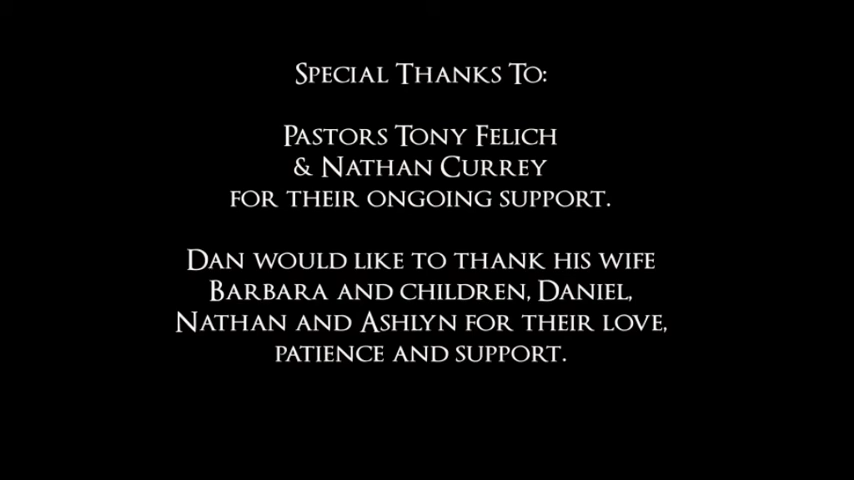 Special Thanks To:
Pastors Tony Felich
& Nathan Currey
for their ongoing support.
Dan would like to thank his wife
Barbara and children, Daniel,
Nathan and Ashlyn for their love,
patience and support.